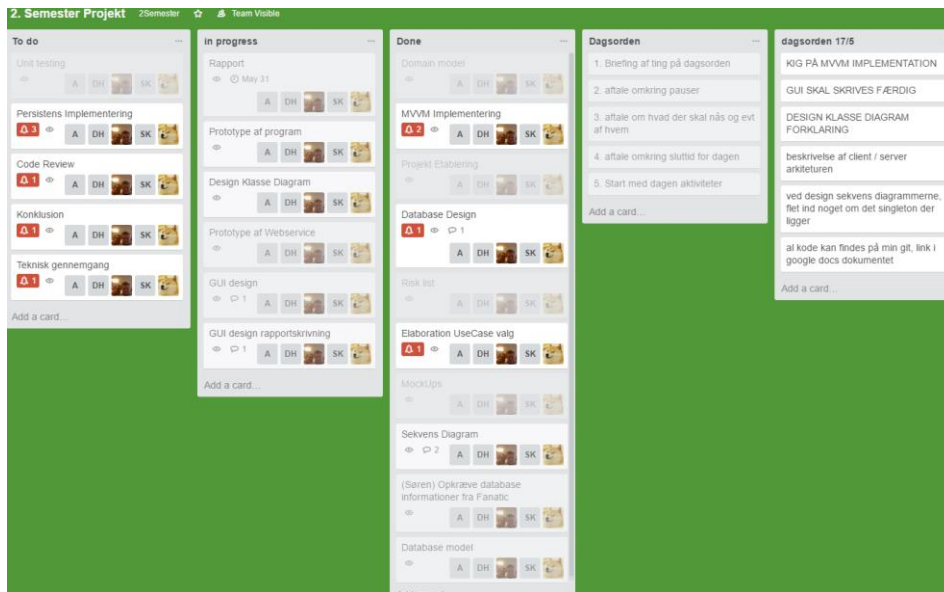 2. Semester Projekt 2Semester Team Visible
To do
Unit testing
A DH SK
Persistens Implementering
3
A DH SK
Code Review
1
A DH SK
Konklusion
1
A DH SK
Teknisk gennemgang
1
A DH SK
Add a card...
in progress
Rapport
May 31
A DH SK
Prototype af program
A DH SK
Design Klasse Diagram
A DH SK
Prototype af Webservice
A DH SK
GUI design
1
A DH SK
GUI design rapportskrivning
1
A DH SK
Add a card...
Done
Domain model
A DH SK
MVVM Implementering
2
A DH SK
Projekt Etablering
A DH SK
Database Design
1 1
A DH SK
Risk list
A DH SK
Elaboration UseCase valg
1
A DH SK
MockUps
A DH SK
Sekvens Diagram
2
A DH SK
(Søren) Opkræve database
informationer fra Fanatic
A DH SK
Database model
A DH SK
Dagsorden
1. Briefing af ting på dagsorden
2. aftale omkring pauser
3. aftale om hvad der skal nås og evt
af hvem
4. aftale omkring sluttid for dagen
5. Start med dagen aktiviteter
Add a card...
dagsorden 17/5
KIG PÅ MVVM IMPLEMENTATION
GUI SKAL SKRIVES FÆRDIG
DESIGN KLASSE DIAGRAM
FORKLARING
beskrivelse af client / server
arkiteturen
ved design sekvens diagrammerne,
flet ind noget om det singleton der
ligger
al kode kan findes på min git, link i
google docs dokumentet
Add a card...